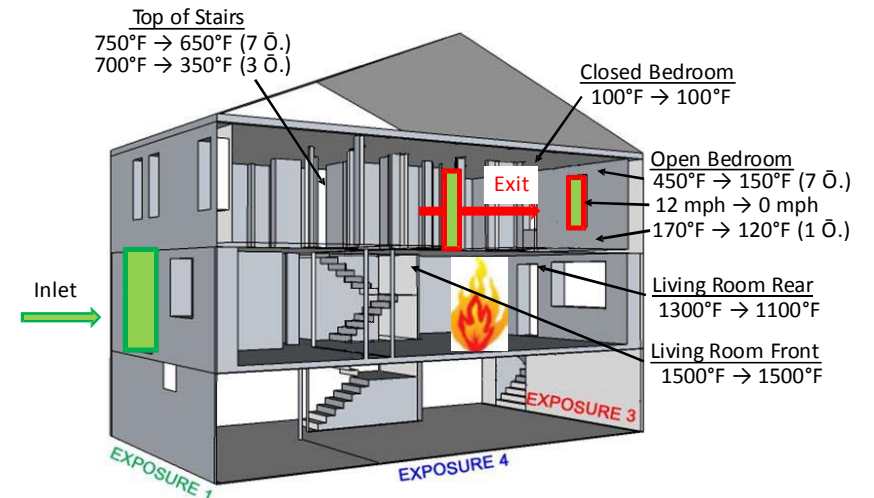 Top of Stairs
750°F → 650°F (7 Ō.)
700°F → 350°F (3 Ō.)
Closed Bedroom
100°F → 100°F
Open Bedroom
450°F → 150°F (7 Ō.)
12 mph → 0 mph
170°F → 120°F (1 Ō.)
Exit
Inlet
Living Room Rear
1300°F → 1100°F
Living Room Front
1500°F → 1500°F
EXPOSURE 3
EXPOSURE 4
EXPOSURE 1